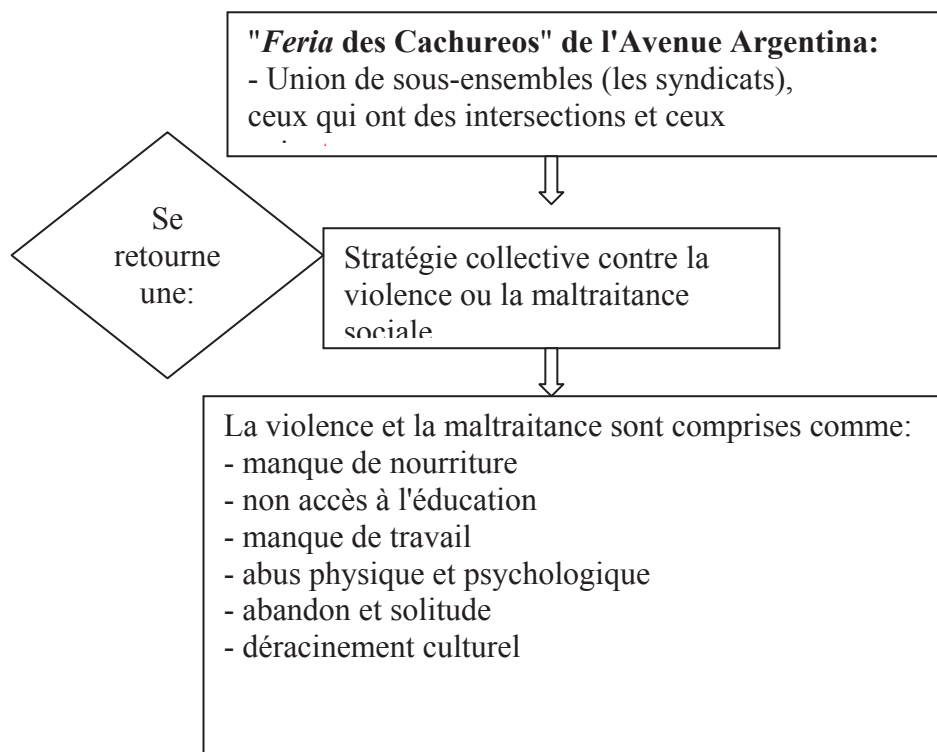 "Feria des Cachureos" de l'Avenue Argentina:
- Union de sous-ensembles (les syndicats),
ceux qui ont des intersections et ceux
Se
retourne
une:
Stratégie collective contre la
violence ou la maltraitance
sociale
La violence et la maltraitance sont comprises comme:
- manque de nourriture
- non accès à l'éducation
- manque de travail
- abus physique et psychologique
- abandon et solitude
- déracinement culturel